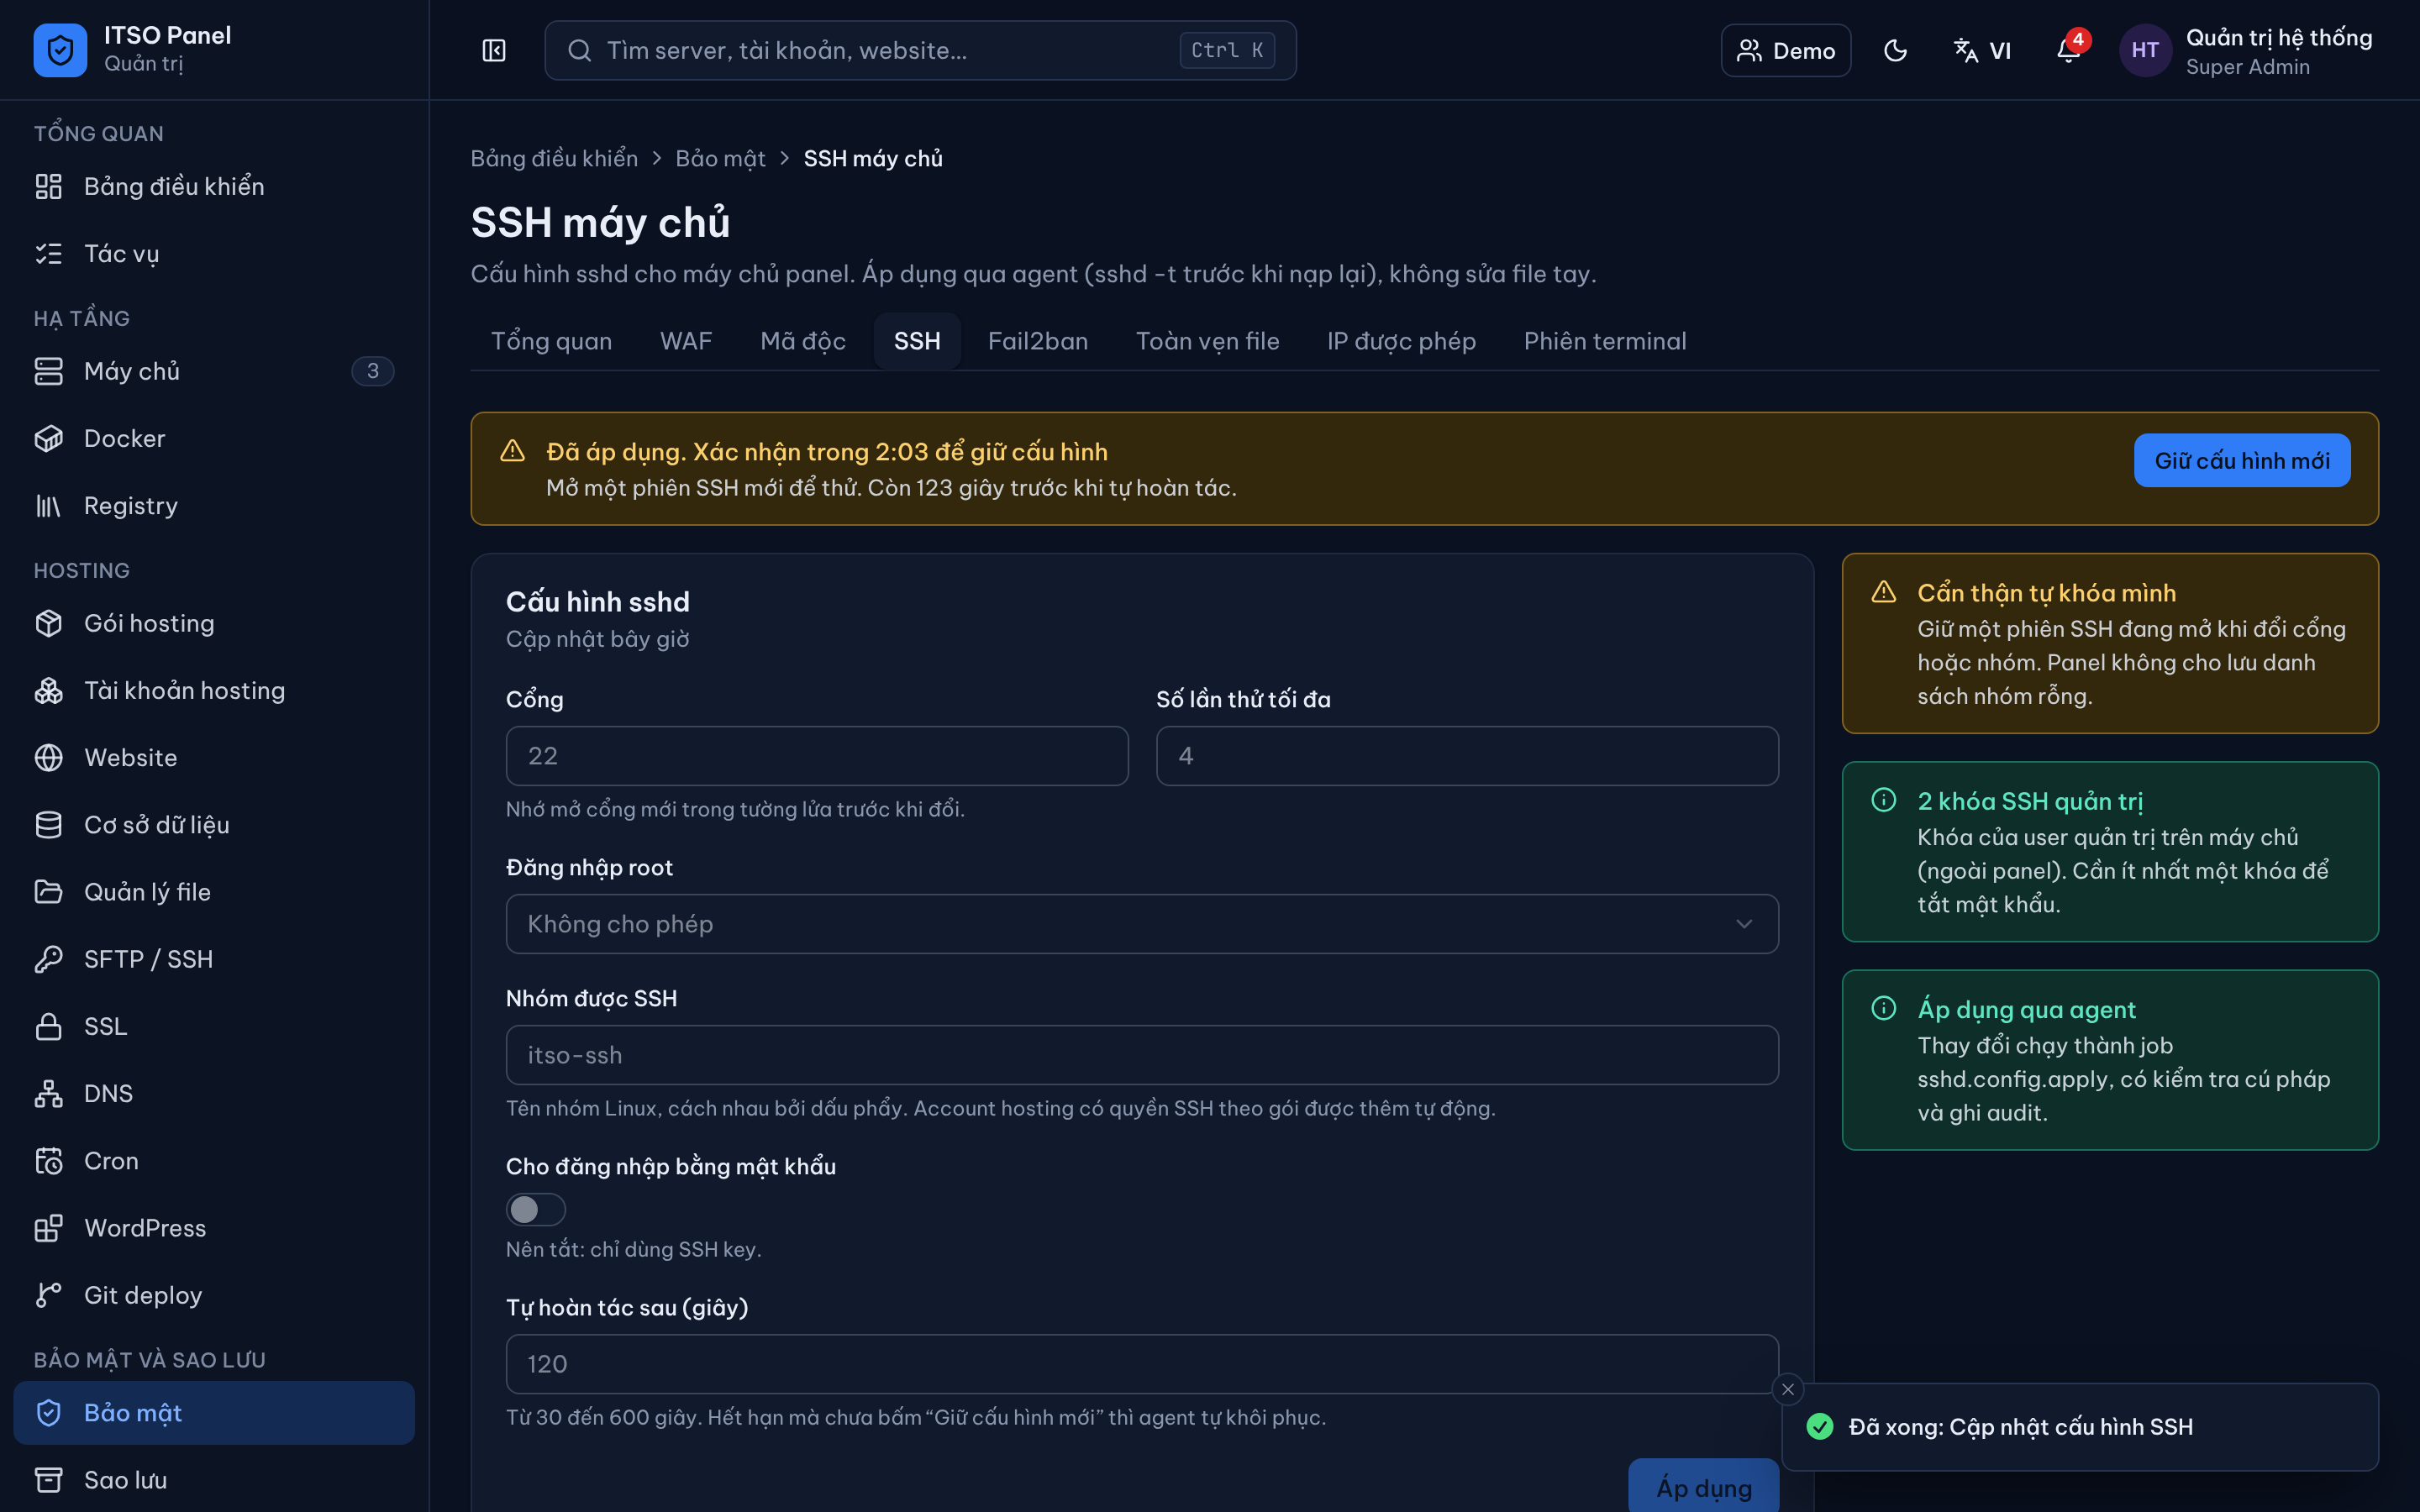 ITSO Panel
Quản trị
Tìm server, tài khoản, website...
Ctrl K
Demo
VI
4
HT
Quản trị hệ thống
Super Admin
TỔNG QUAN
Bảng điều khiển
Tác vụ
HẠ TẦNG
Máy chủ
3
Docker
Registry
HOSTING
Gói hosting
Tài khoản hosting
Website
Cơ sở dữ liệu
Quản lý file
SFTP / SSH
SSL
DNS
Cron
WordPress
Git deploy
BẢO MẬT VÀ SAO LƯU
Bảo mật
Sao lưu
Bảng điều khiển > Bảo mật > SSH máy chủ
SSH máy chủ
Cấu hình sshd cho máy chủ panel. Áp dụng qua agent (sshd -t trước khi nạp lại), không sửa file tay.
Tổng quan
WAF
Mã độc
SSH
Fail2ban
Toàn vẹn file
IP được phép
Phiên terminal
Đã áp dụng. Xác nhận trong 2:03 để giữ cấu hình
Mở một phiên SSH mới để thử. Còn 123 giây trước khi tự hoàn tác.
Giữ cấu hình mới
Cấu hình sshd
Cập nhật bây giờ
Cổng
22
Nhớ mở cổng mới trong tường lửa trước khi đổi.
Số lần thử tối đa
4
Đăng nhập root
Không cho phép
Nhóm được SSH
itso-ssh
Tên nhóm Linux, cách nhau bởi dấu phẩy. Account hosting có quyền SSH theo gói được thêm tự động.
Cho đăng nhập bằng mật khẩu
Nên tắt: chỉ dùng SSH key.
Tự hoàn tác sau (giây)
120
Từ 30 đến 600 giây. Hết hạn mà chưa bấm “Giữ cấu hình mới” thì agent tự khôi phục.
Áp dụng
Cẩn thận tự khóa mình
Giữ một phiên SSH đang mở khi đổi cổng
hoặc nhóm. Panel không cho lưu danh
sách nhóm rỗng.
2 khóa SSH quản trị
Khóa của user quản trị trên máy chủ
(ngoài panel). Cần ít nhất một khóa để
tắt mật khẩu.
Áp dụng qua agent
Thay đổi chạy thành job
sshd.config.apply, có kiểm tra cú pháp
và ghi audit.
Đã xong: Cập nhật cấu hình SSH